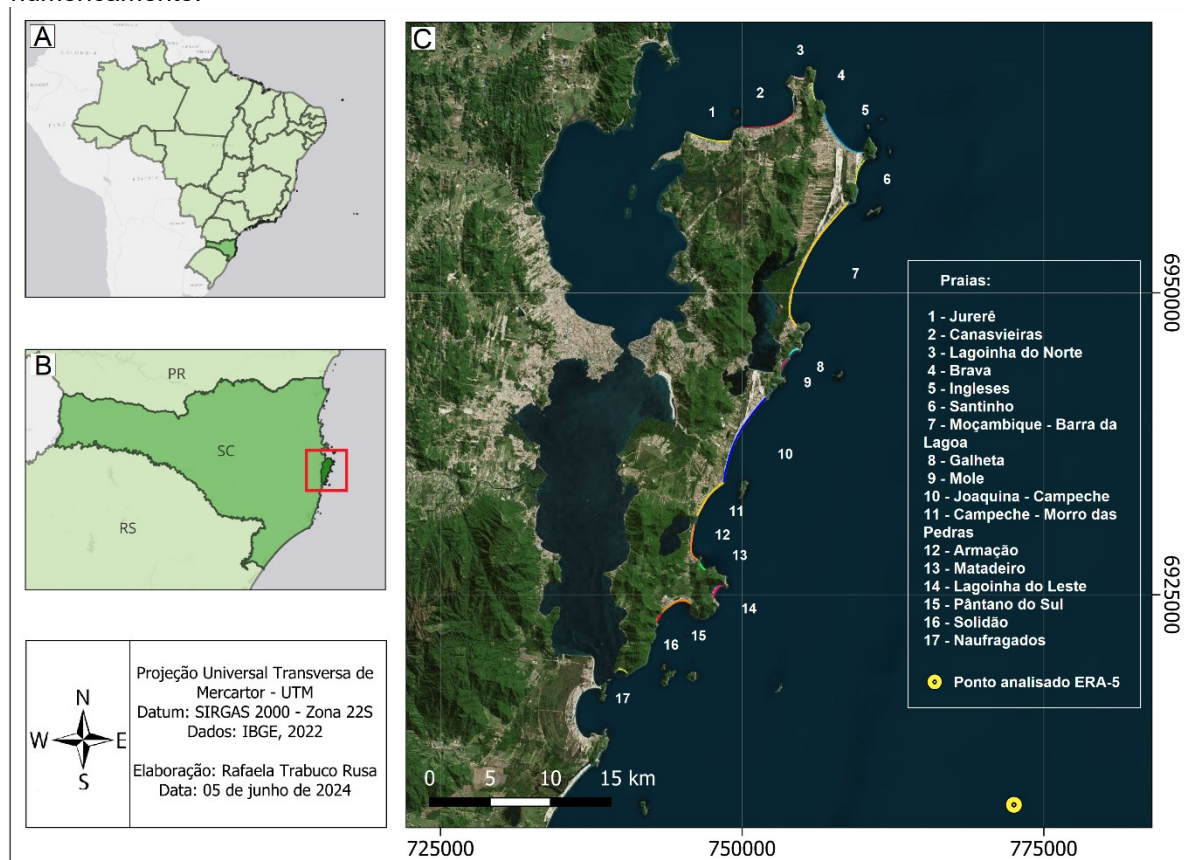 numericamente.
A
B
PR
SC
RS
N
W E
S
Projeção Universal Transversa de
Mercartor - UTM
Datum: SIRGAS 2000 - Zona 22S
Dados: IBGE, 2022
Elaboração: Rafaela Trabuco Rusa
Data: 05 de junho de 2024
C
1
2
3
4
5
6
7
8
9
10
11
12
13
14
15
16
17
Praias:
1 - Jurerê
2 - Canasvieiras
3 - Lagoinha do Norte
4 - Brava
5 - Ingleses
6 - Santinho
7 - Moçambique - Barra da
Lagoa
8 - Galheta
9 - Mole
10 - Joaquina - Campeche
11 - Campeche - Morro das
Pedras
12 - Armação
13 - Matadeiro
14 - Lagoinha do Leste
15 - Pântano do Sul
16 - Solidão
17 - Naufragados
Ponto analisado ERA-5
0 5 10 15 km
6950000
6925000
725000 750000 775000